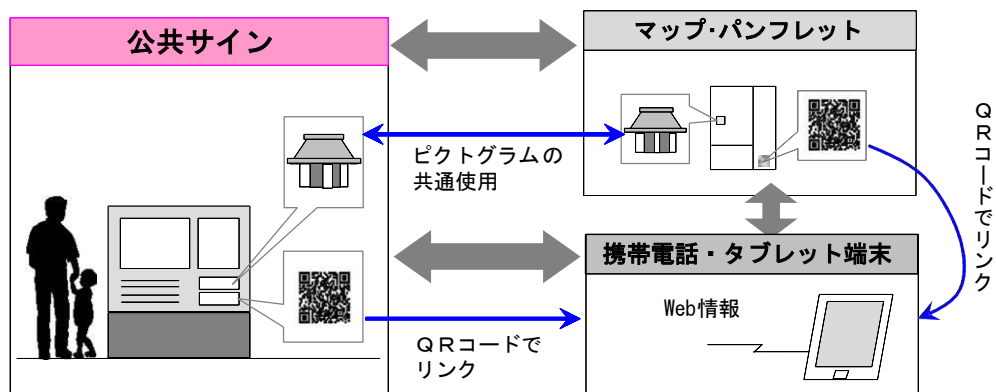 公共サイン
マップ・パンフレット
ピクトグラムの
共通使用
QRコードでリンク
携帯電話・タブレット端末
Web情報
QRコードで
リンク